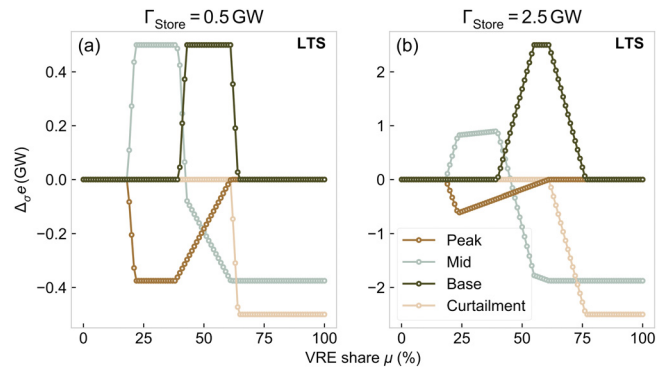 Γ_Store = 0.5 GW
Γ_Store = 2.5 GW
(a)
LTS
(b)
LTS
Δ_σ e (GW)
0.4
0.2
0.0
−0.2
−0.4
2
1
0
−1
−2
Peak
Mid
Base
Curtailment
0
25
50
75
100
0
25
50
75
100
VRE share μ (%)